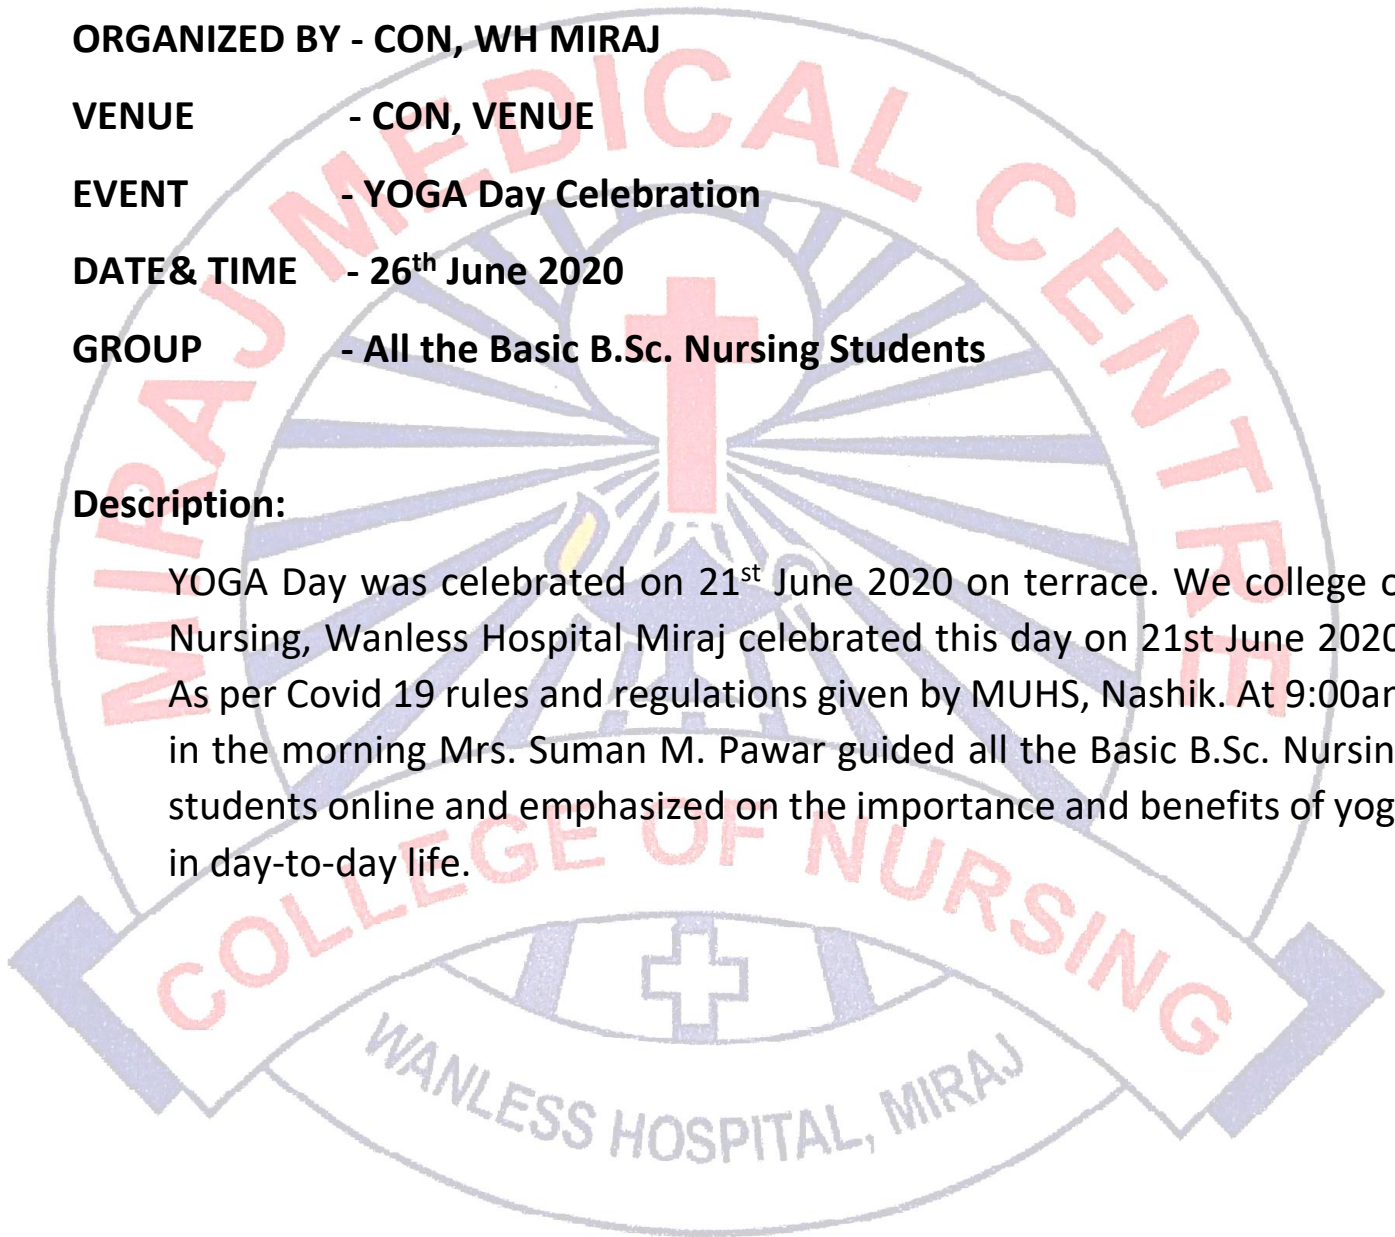 ORGANIZED BY - CON, WH MIRAJ
VENUE - CON, VENUE
EVENT - YOGA Day Celebration
DATE& TIME - 26th June 2020
GROUP - All the Basic B.Sc. Nursing Students
Description:
YOGA Day was celebrated on 21st June 2020 on terrace. We college o
Nursing, Wanless Hospital Miraj celebrated this day on 21st June 2020
As per Covid 19 rules and regulations given by MUHS, Nashik. At 9:00am
in the morning Mrs. Suman M. Pawar guided all the Basic B.Sc. Nursin
students online and emphasized on the importance and benefits of yog
in day-to-day life.
MIRAJ MEDICAL CENTRE
COLLEGE OF NURSING
WANLESS HOSPITAL, MIRAJ